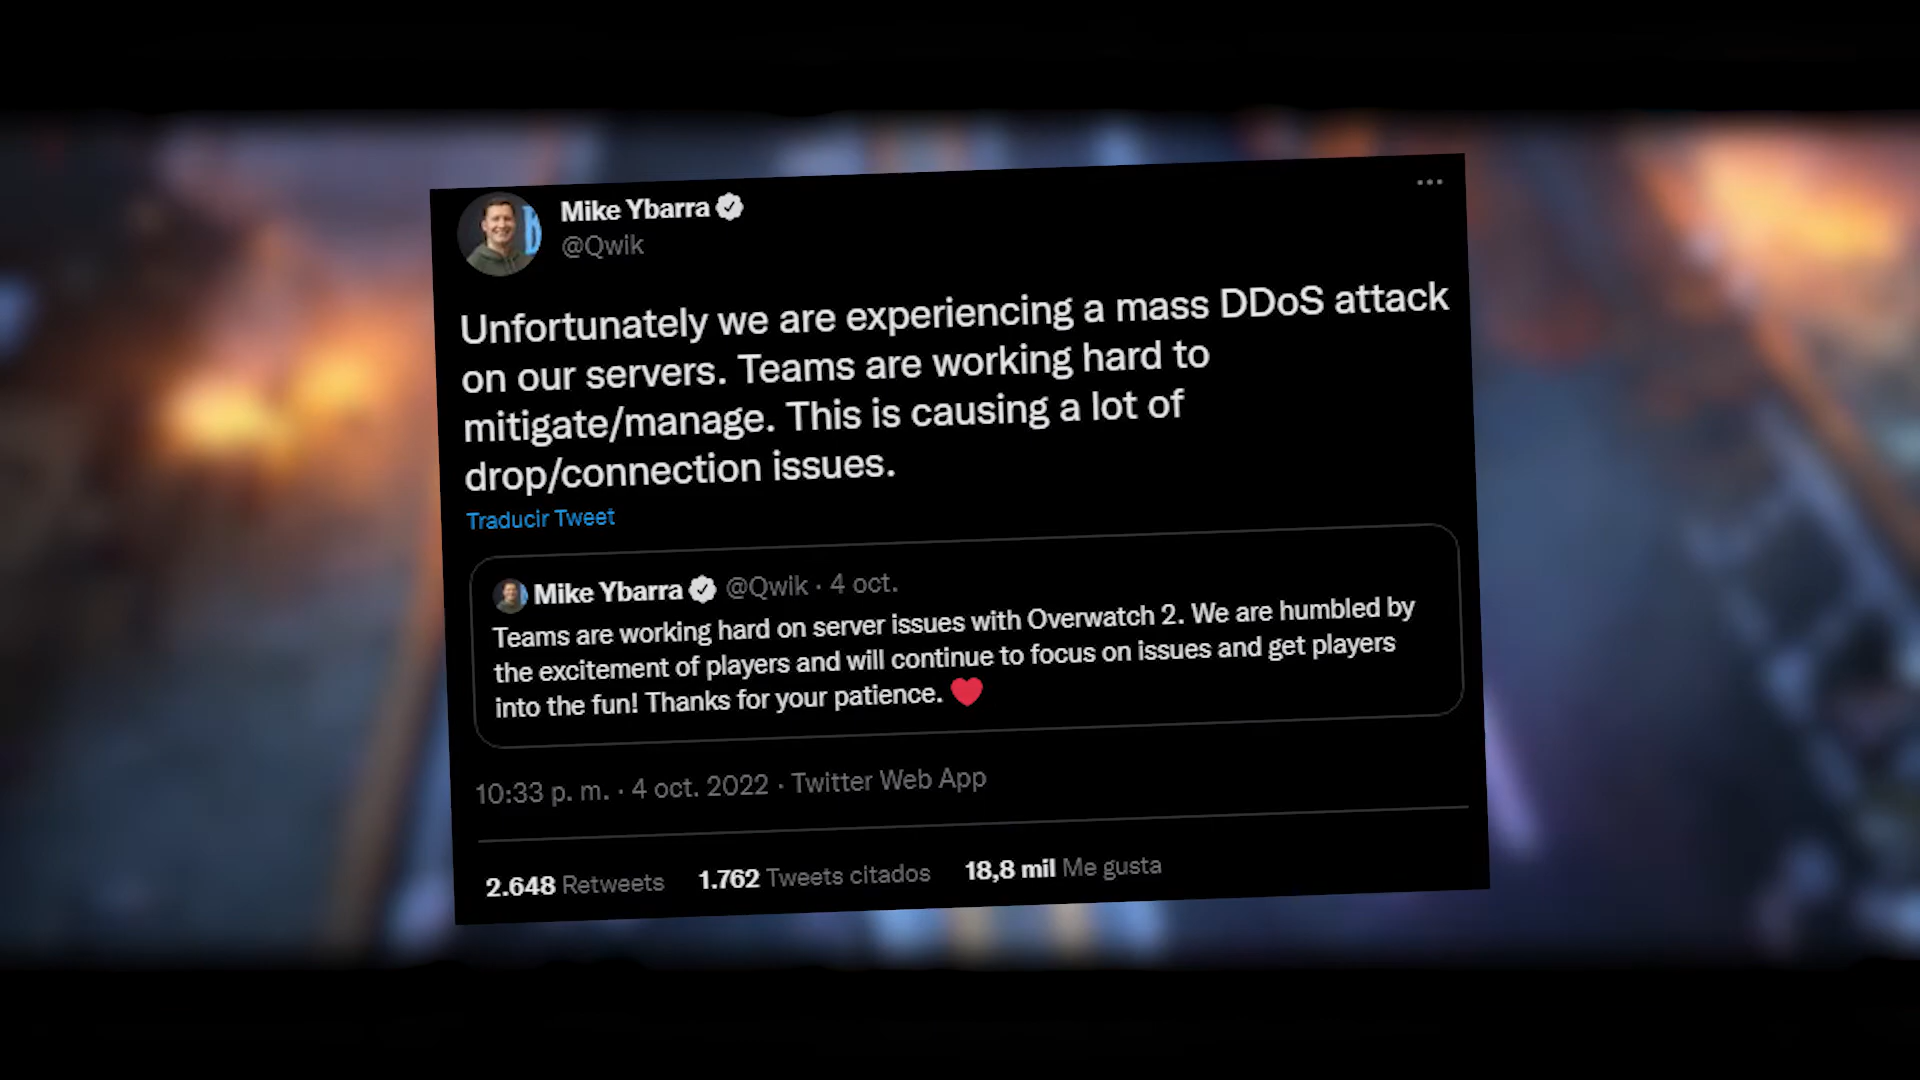 Mike Ybarra
@Qwik
Unfortunately we are experiencing a mass DDoS attack
on our servers. Teams are working hard to
mitigate/manage. This is causing a lot of
drop/connection issues.
Traducir Tweet
Mike Ybarra @Qwik · 4 oct.
Teams are working hard on server issues with Overwatch 2. We are humbled by
the excitement of players and will continue to focus on issues and get players
into the fun! Thanks for your patience. ❤️
10:33 p. m. · 4 oct. 2022 · Twitter Web App
2.648 Retweets 1.762 Tweets citados 18,8 mil Me gusta